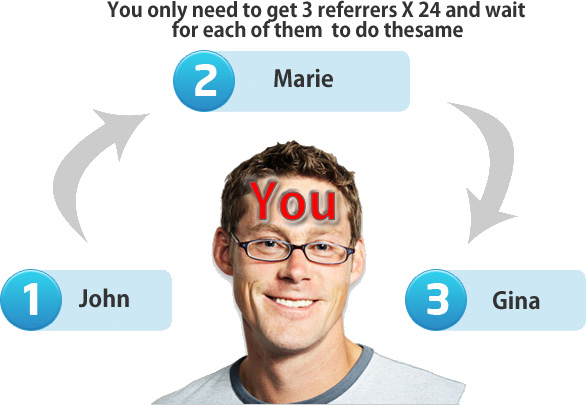 You only need to get 3 referrers X 24 and wait
for each of them to do thesame
2 Marie
You
1 John
3 Gina